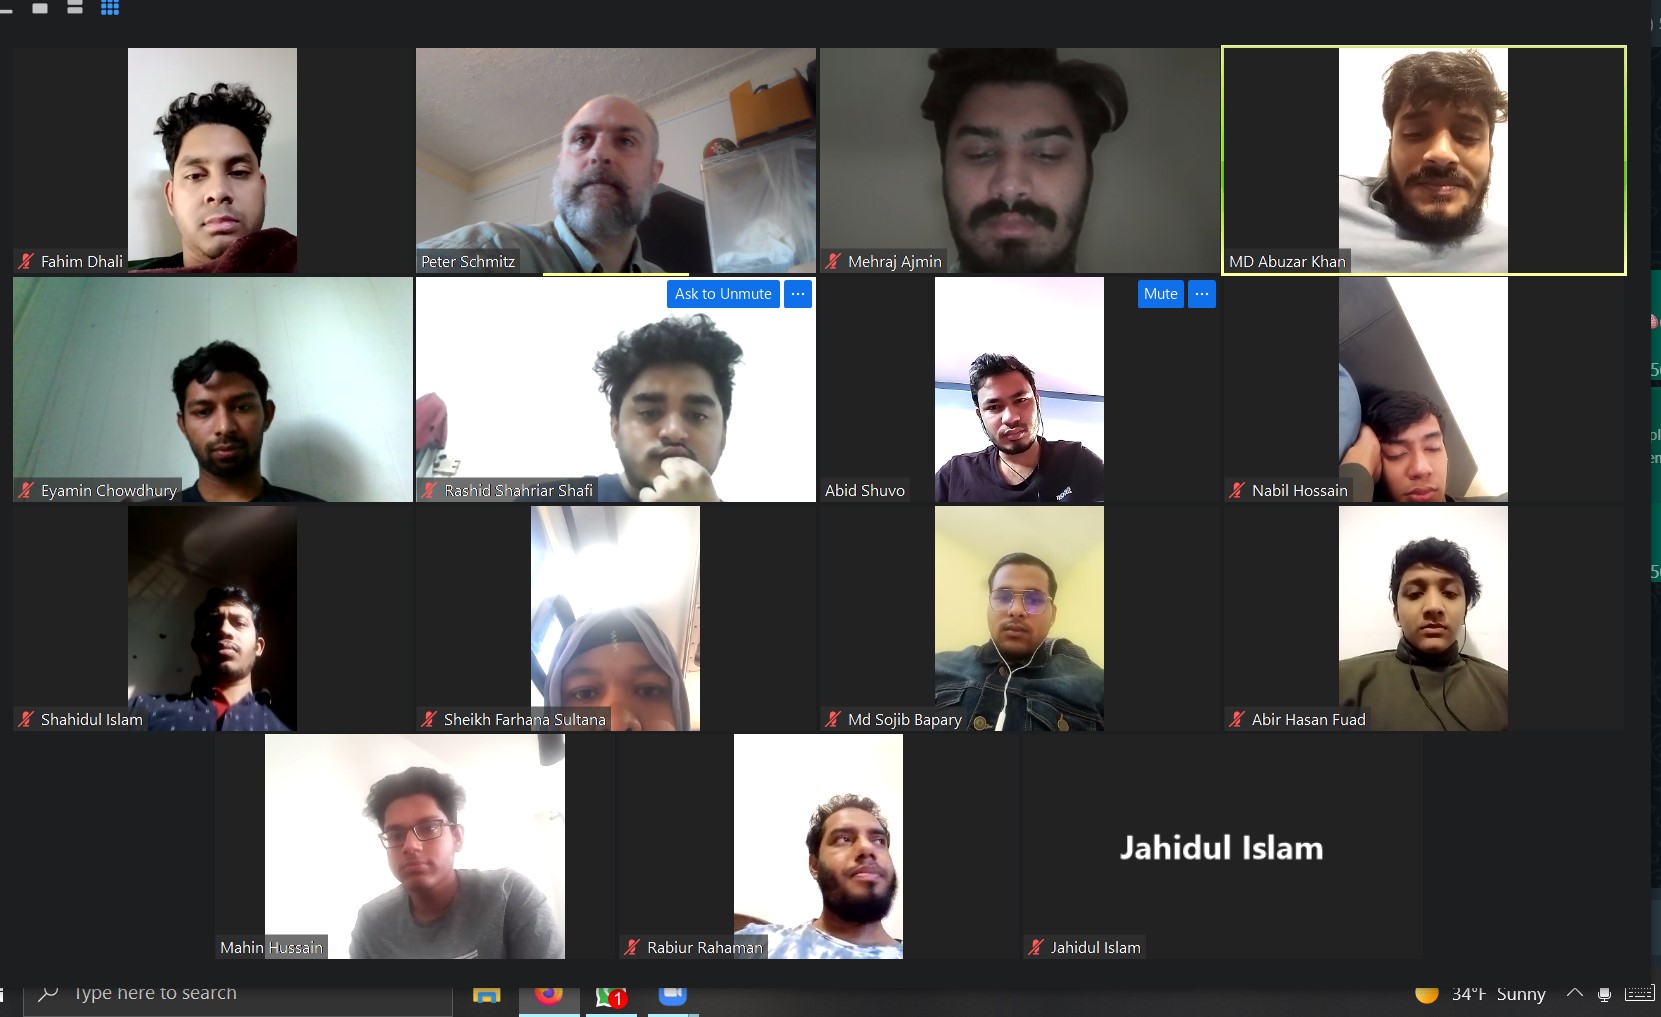 Fahim Dhali
Peter Schmitz
Mehraj Ajmin
MD Abuzar Khan
Ask to Unmute
Mute
Eyamin Chowdhury
Rashid Shahriar Shafi
Abid Shuvo
Nabil Hossain
Shahidul Islam
Sheikh Farhana Sultana
Md Sojib Bapary
Abir Hasan Fuad
Jahidul Islam
Mahin Hussain
Rabiur Rahaman
Jahidul Islam
Type here to search
1
34°F Sunny